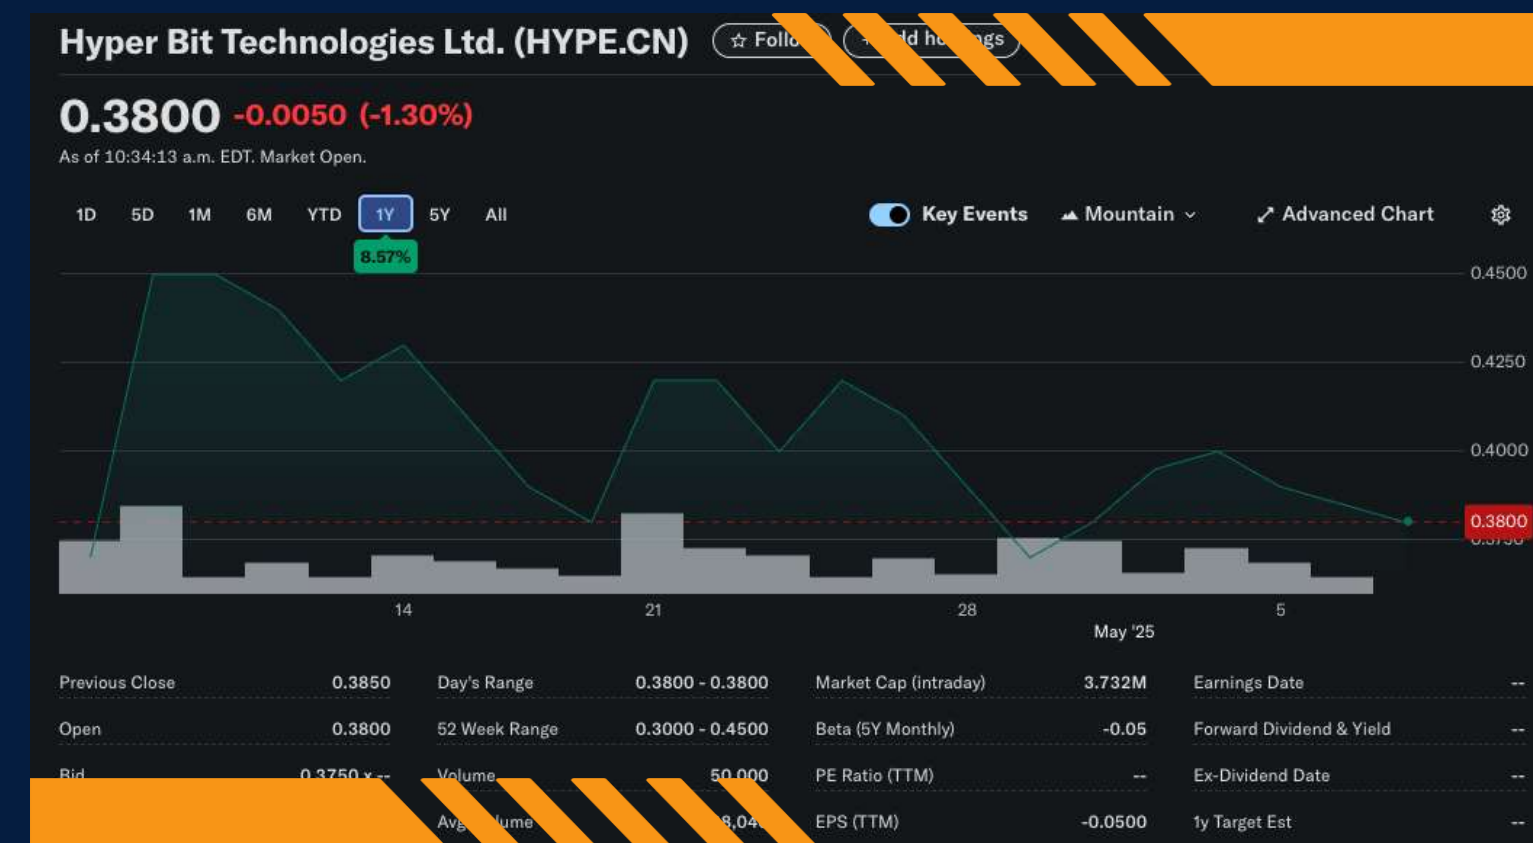 Hyper Bit Technologies Ltd. (HYPE.CN) ☆
0.3800 -0.0050 (-1.30%)
As of 10:34:13 a.m. EDT. Market Open.
1D 5D 1M 6M YTD 1Y 5Y All Key Events Mountain Advanced Chart
8.57%
0.4500
0.4250
0.4000
0.3800
14 21 28 5
May '25
Previous Close 0.3850 Day's Range 0.3800 - 0.3800 Market Cap (intraday) 3.732M Earnings Date --
Open 0.3800 52 Week Range 0.3000 - 0.4500 Beta (5Y Monthly) -0.05 Forward Dividend & Yield --
Bid 0.3750 x -- Volume 50,000 PE Ratio (TTM) -- Ex-Dividend Date --
EPS (TTM) -0.0500 1y Target Est --